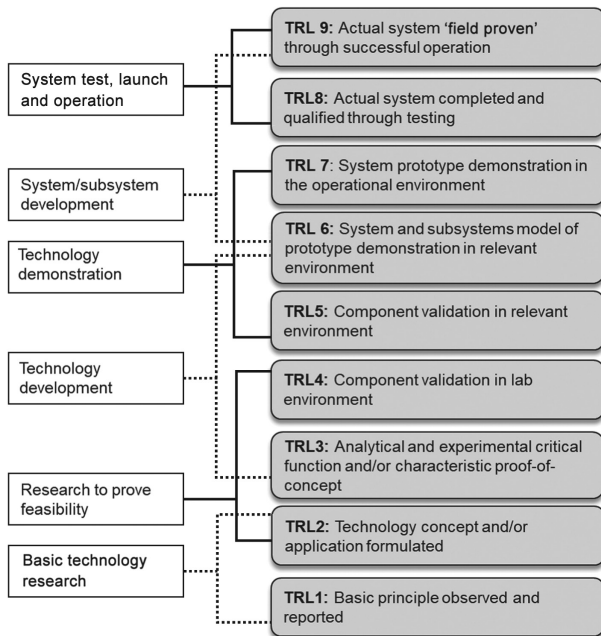 System test, launch
and operation
System/subsystem
development
Technology
demonstration
Technology
development
Research to prove
feasibility
Basic technology
research
TRL 9: Actual system ‘field proven’
through successful operation
TRL8: Actual system completed and
qualified through testing
TRL 7: System prototype demonstration in
the operational environment
TRL 6: System and subsystems model of
prototype demonstration in relevant
environment
TRL5: Component validation in relevant
environment
TRL4: Component validation in lab
environment
TRL3: Analytical and experimental critical
function and/or characteristic proof-of-
concept
TRL2: Technology concept and/or
application formulated
TRL1: Basic principle observed and
reported